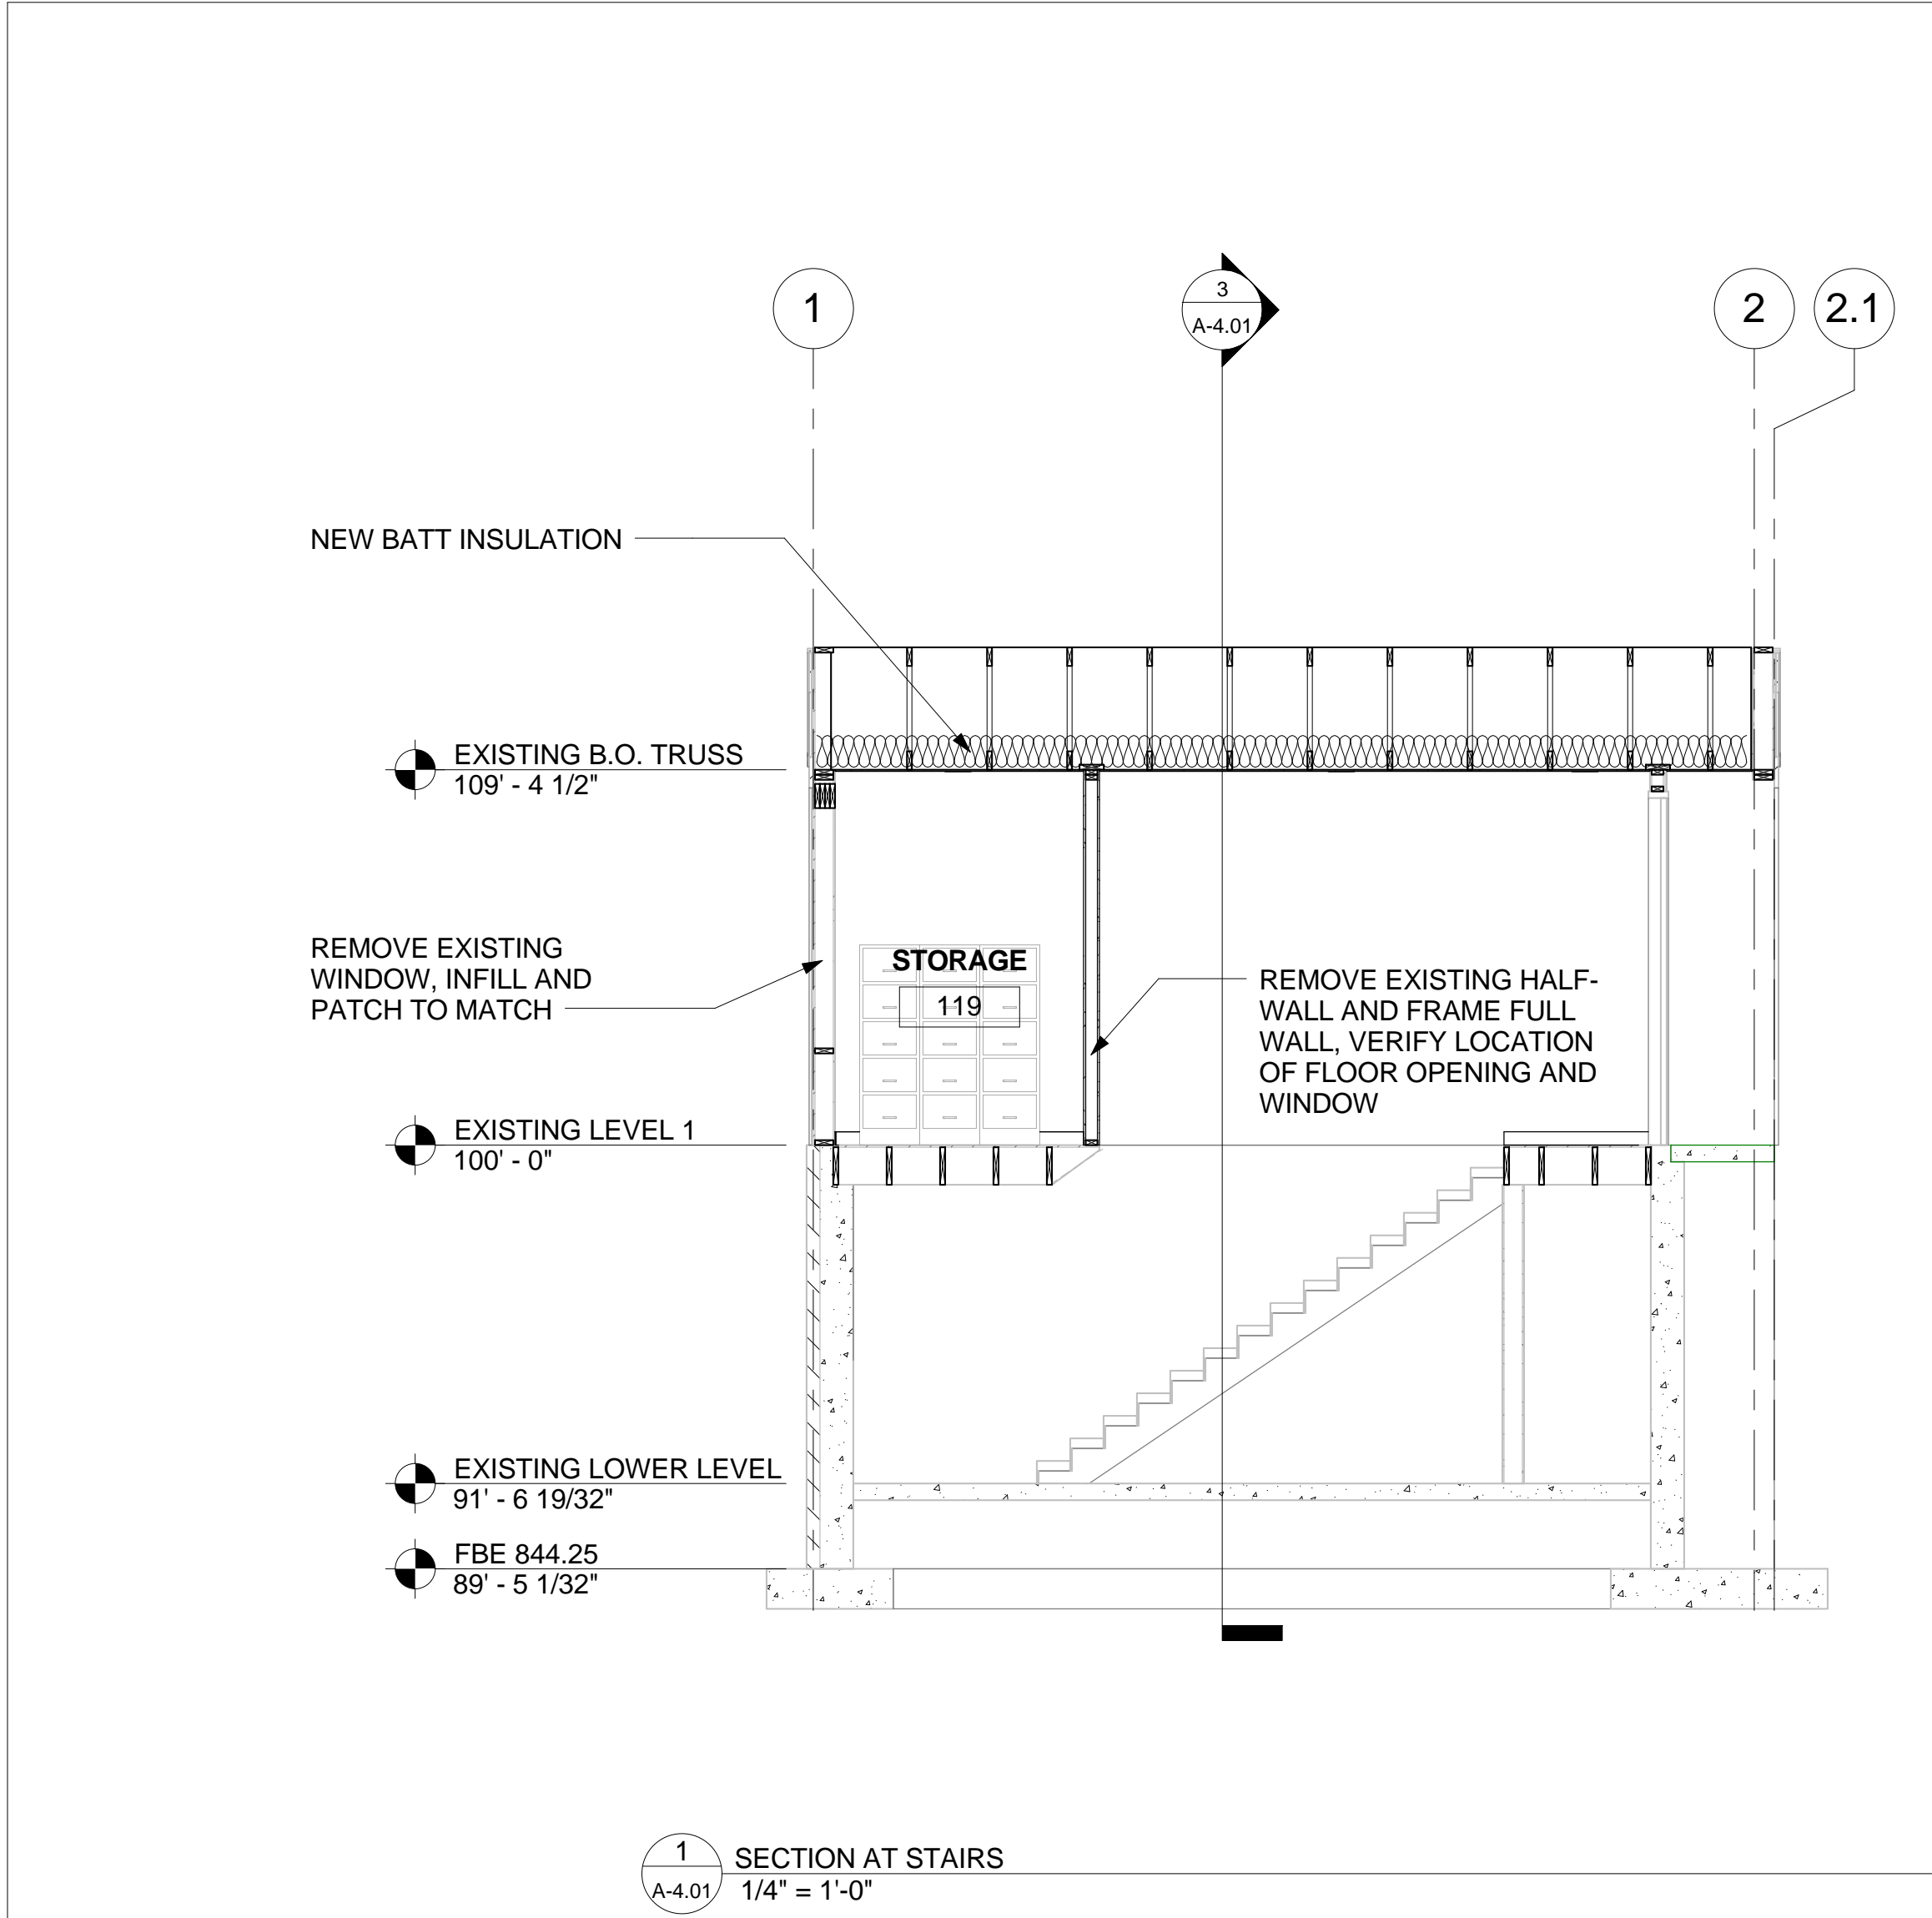 1
3
A-4.01
2
2.1
NEW BATT INSULATION
EXISTING B.O. TRUSS
109' - 4 1/2"
REMOVE EXISTING
WINDOW, INFILL AND
PATCH TO MATCH
STORAGE
119
REMOVE EXISTING HALF-
WALL AND FRAME FULL
WALL, VERIFY LOCATION
OF FLOOR OPENING AND
WINDOW
EXISTING LEVEL 1
100' - 0"
EXISTING LOWER LEVEL
91' - 6 19/32"
FBE 844.25
89' - 5 1/32"
1
A-4.01
SECTION AT STAIRS
1/4" = 1'-0"